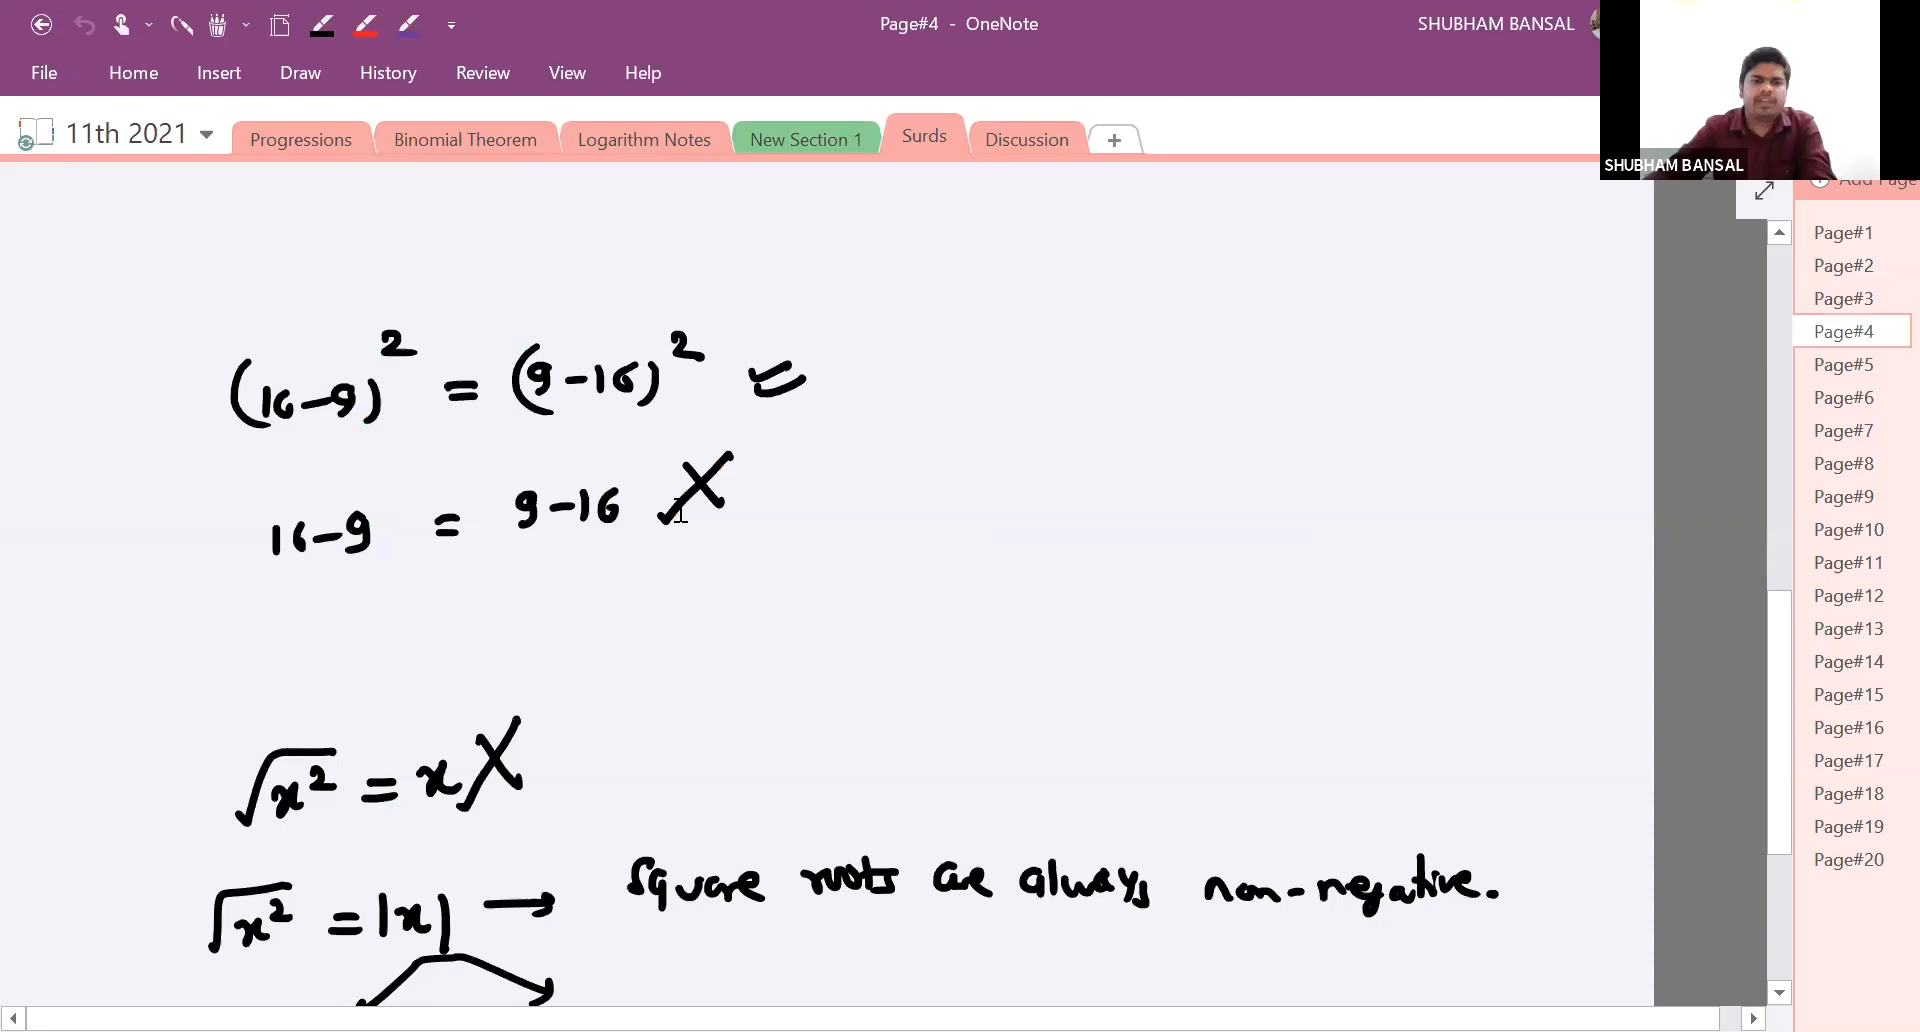 Page#4 - OneNote
SHUBHAM BANSAL
File Home Insert Draw History Review View Help
11th 2021
Progressions Binomial Theorem Logarithm Notes New Section 1 Surds Discussion +
SHUBHAM BANSAL
Add Page
Page#1
Page#2
Page#3
Page#4
Page#5
Page#6
Page#7
Page#8
Page#9
Page#10
Page#11
Page#12
Page#13
Page#14
Page#15
Page#16
Page#17
Page#18
Page#19
Page#20
(16-9)² = (9-16)²
16-9 = 9-16 X
√x² = x X
√x² = |x| → Square roots are always non-negative.